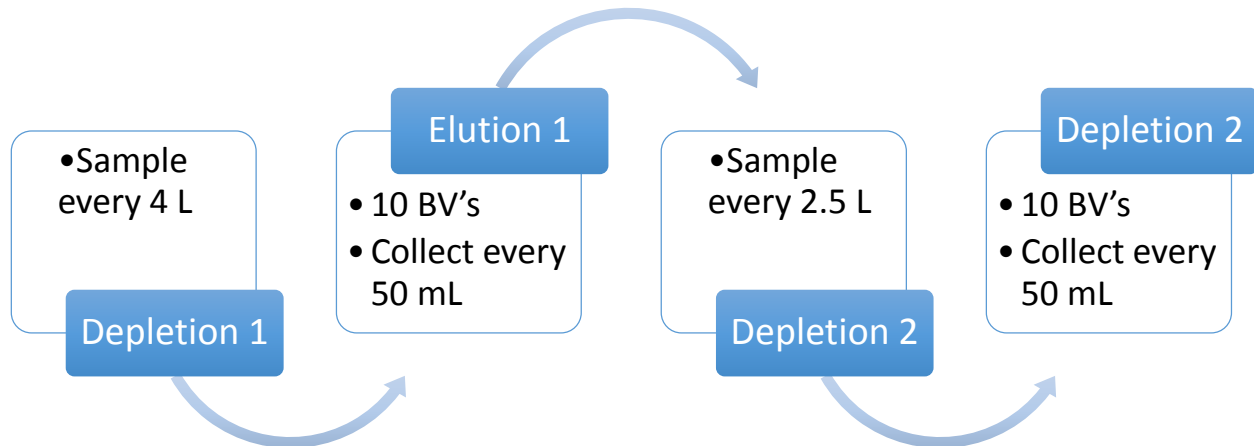 •Sample
every 4 L
Depletion 1
Elution 1
• 10 BV’s
• Collect every
50 mL
•Sample
every 2.5 L
Depletion 2
Depletion 2
• 10 BV’s
• Collect every
50 mL